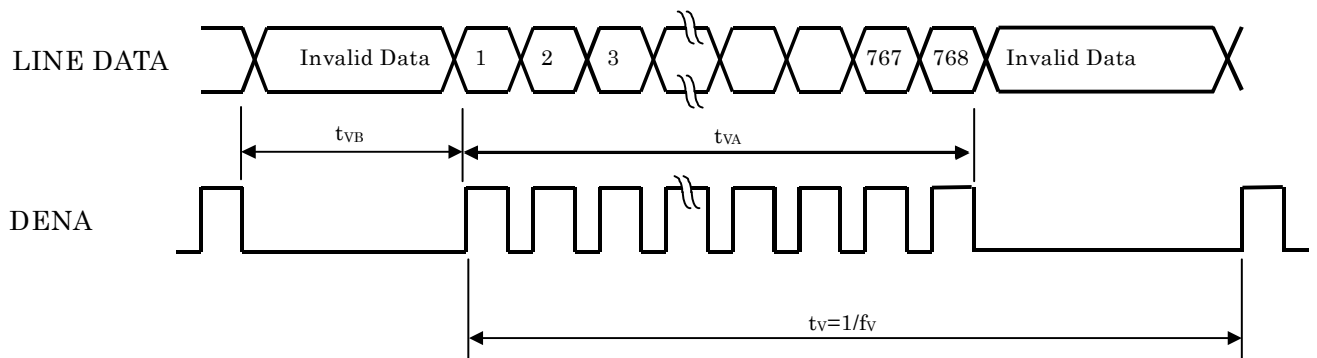 LINE DATA Invalid Data 1 2 3 767 768 Invalid Data
tVB tVA
DENA
tV=1/fV